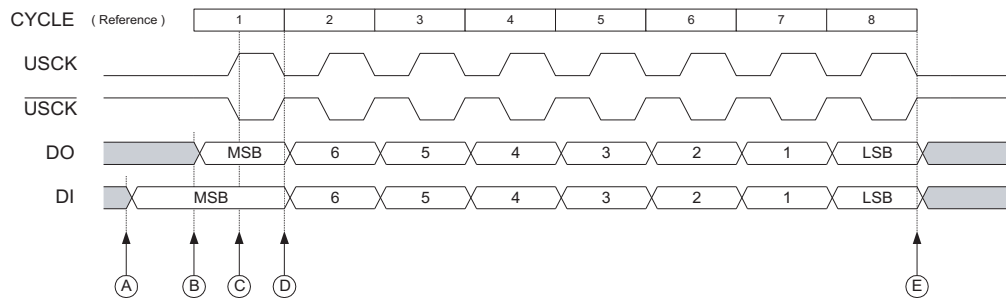 CYCLE ( Reference ) 1 2 3 4 5 6 7 8
USCK
USCK
DO MSB 6 5 4 3 2 1 LSB
DI MSB 6 5 4 3 2 1 LSB
A B C D E